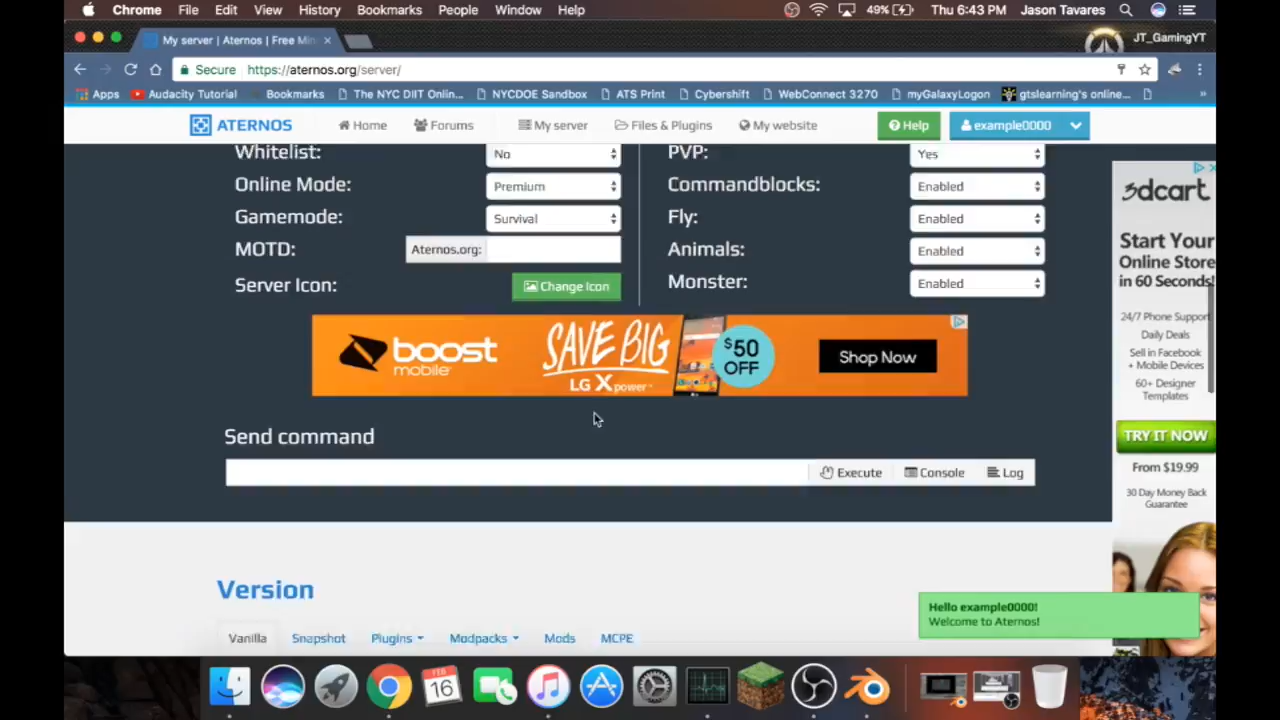 Chrome File Edit View History Bookmarks People Window Help 49% Thu 6:43 PM Jason Tavares
My server | Aternos | Free Min × JT_GamingYT
Secure https://aternos.org/server/
Apps Audacity Tutorial Bookmarks The NYC DIIT Onlin... NYCDOE Sandbox ATS Print Cybershift WebConnect 3270 myGalaxyLogon gtslearning's online... »
ATERNOS Home Forums My server Files & Plugins My website Help example0000
Whitelist: No PVP: Yes
Online Mode: Premium Commandblocks: Enabled
Gamemode: Survival Fly: Enabled
MOTD: Aternos.org: Animals: Enabled
Server Icon: Change Icon Monster: Enabled
boost
mobile
SAVE BIG
LG X power
$50
OFF
Shop Now
Send command
Execute Console Log
Version
Vanilla Snapshot Plugins Modpacks Mods MCPE
3dcart
Start Your
Online Store
in 60 Seconds!
24/7 Phone Support
Daily Deals
Sell in Facebook
+ Mobile Devices
60+ Designer
Templates
TRY IT NOW
From $19.99
30 Day Money Back
Guarantee
Hello example0000!
Welcome to Aternos!
FEB
16